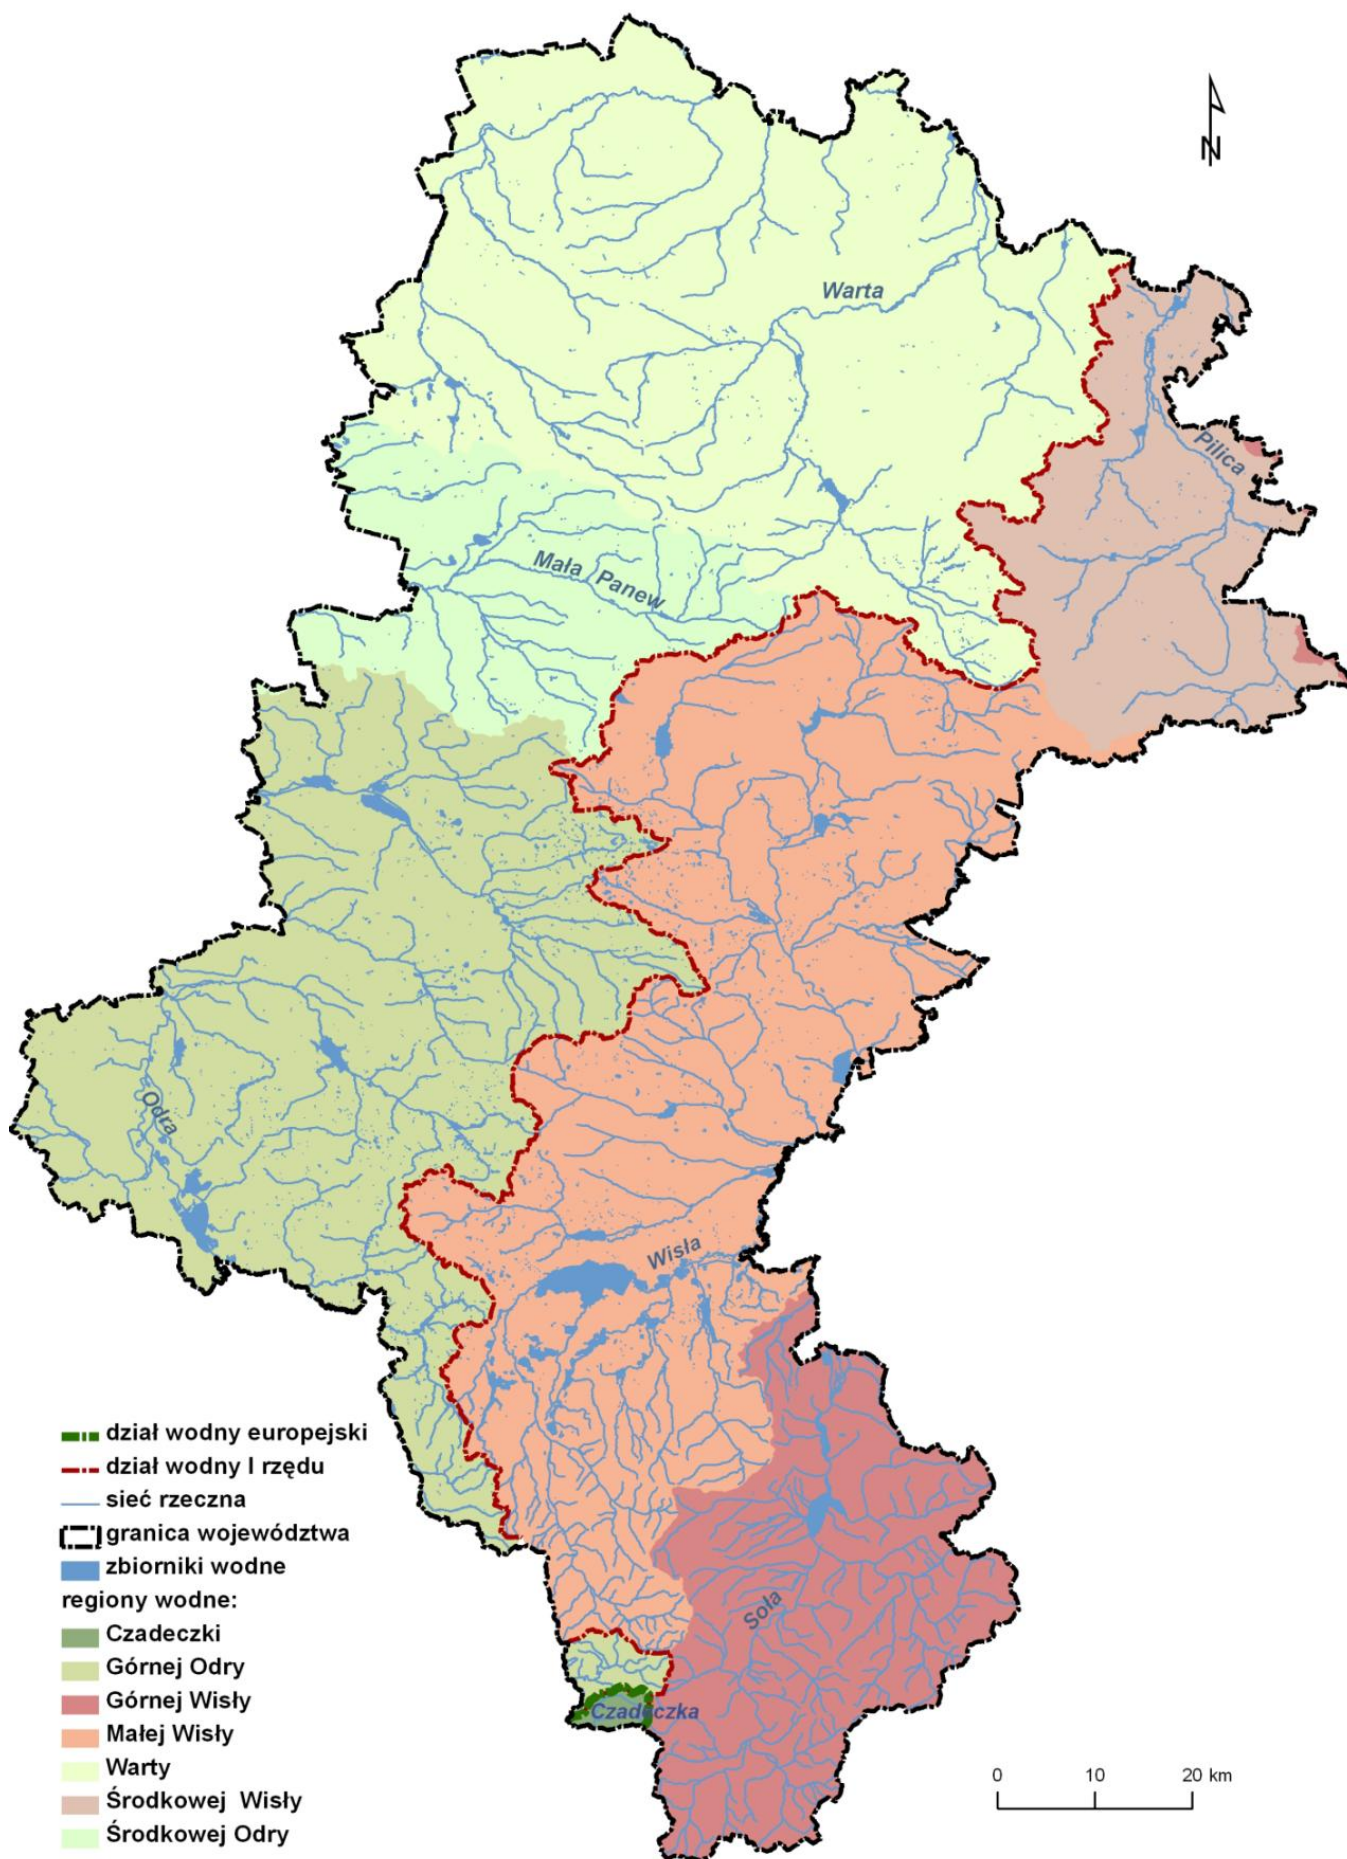 N
Warta
Pilica
Mała Panew
Odra
Wisła
Soła
Czadeczka
dział wodny europejski
dział wodny I rzędu
sieć rzeczna
granica województwa
zbiorniki wodne
regiony wodne:
Czadeczki
Górnej Odry
Górnej Wisły
Małej Wisły
Warty
Środkowej Wisły
Środkowej Odry
0 10 20 km